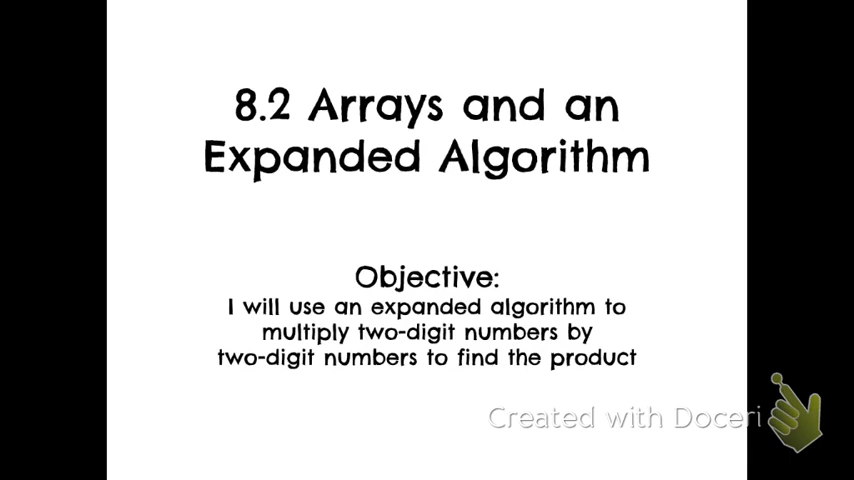 8.2 Arrays and an
Expanded Algorithm
Objective:
I will use an expanded algorithm to
multiply two-digit numbers by
two-digit numbers to find the product
Created with Doceri